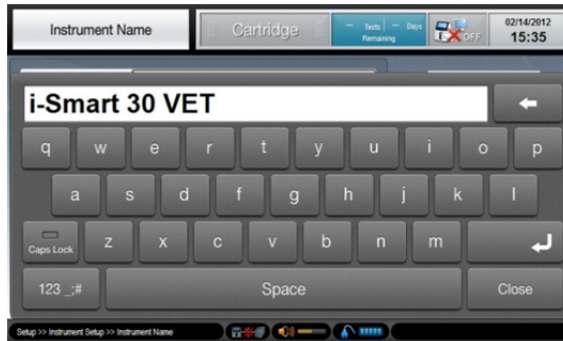 Instrument Name
Cartridge
– Tests – Days
Remaining
OFF
02/14/2012
15:35
i-Smart 30 VET
q w e r t y u i o p
a s d f g h j k l
Caps Lock z x c v b n m
123 _;# Space Close
Setup >> Instrument Setup >> Instrument Name